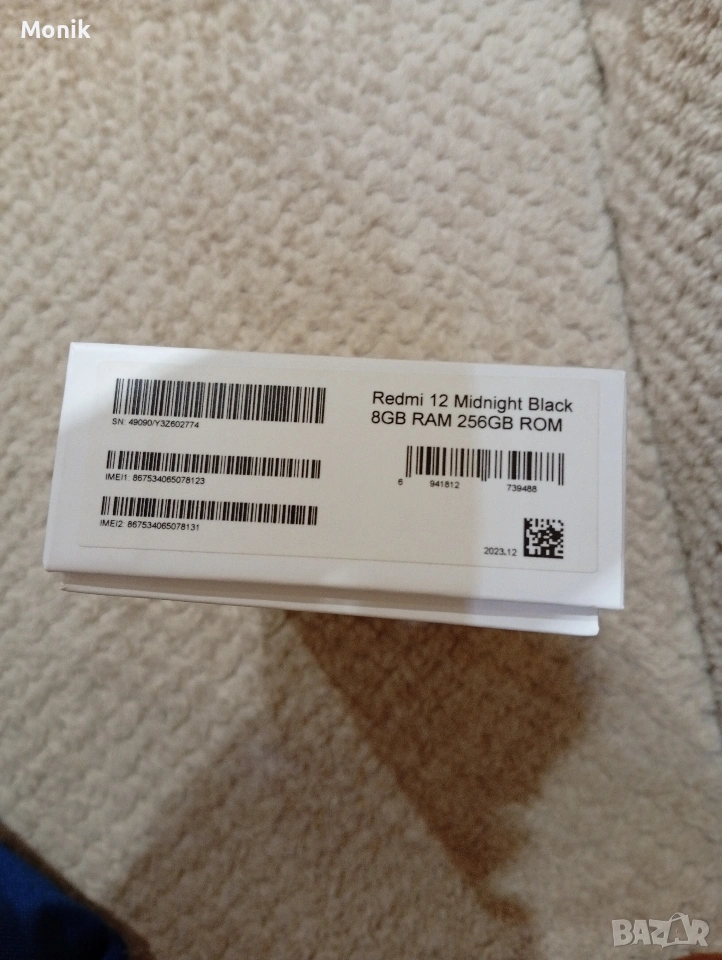 Monik
SN: 49090/Y3Z602774
IMEI1: 867534065078123
IMEI2: 867534065078131
Redmi 12 Midnight Black
8GB RAM 256GB ROM
6 941812 739488
2023.12
BAZAR